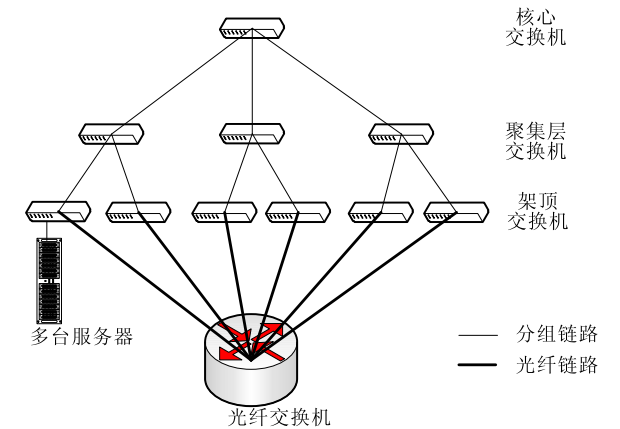 核心
交换机
聚集层
交换机
架顶
交换机
多台服务器
分组链路
光纤链路
光纤交换机